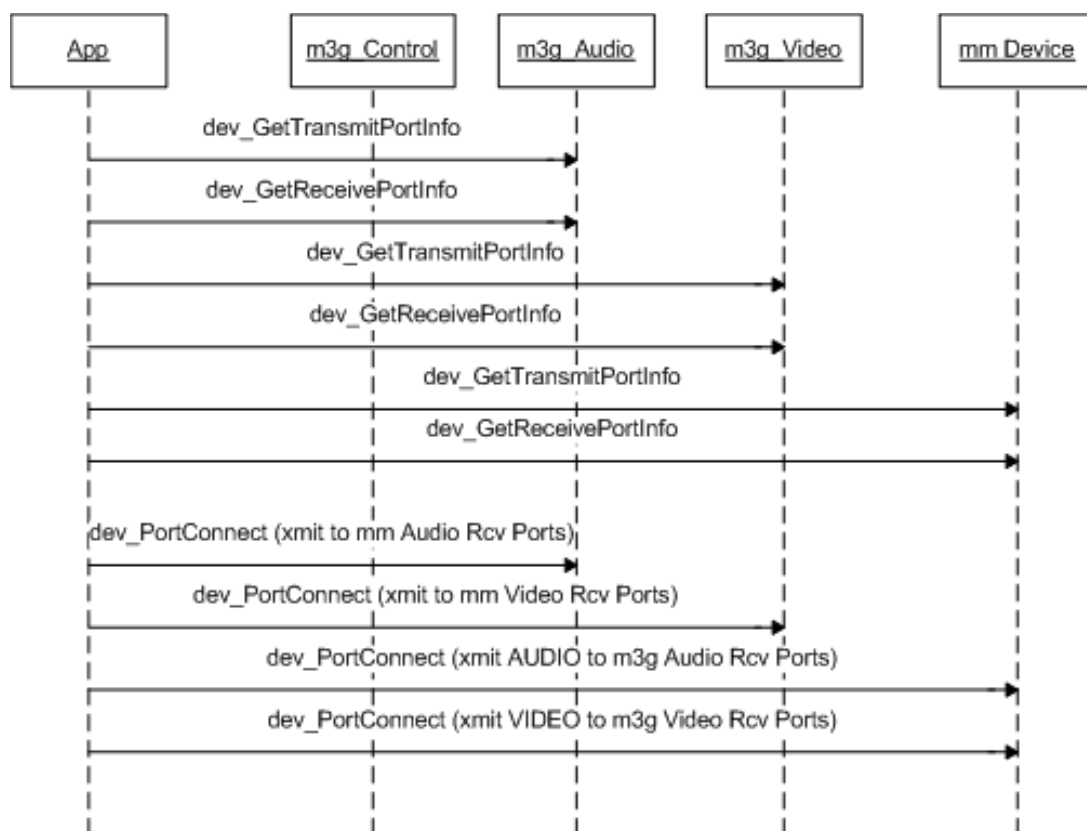 App m3g_Control m3g_Audio m3g_Video mm Device
dev_GetTransmitPortInfo
dev_GetReceivePortInfo
dev_GetTransmitPortInfo
dev_GetReceivePortInfo
dev_GetTransmitPortInfo
dev_GetReceivePortInfo
dev_PortConnect (xmit to mm Audio Rcv Ports)
dev_PortConnect (xmit to mm Video Rcv Ports)
dev_PortConnect (xmit AUDIO to m3g Audio Rcv Ports)
dev_PortConnect (xmit VIDEO to m3g Video Rcv Ports)